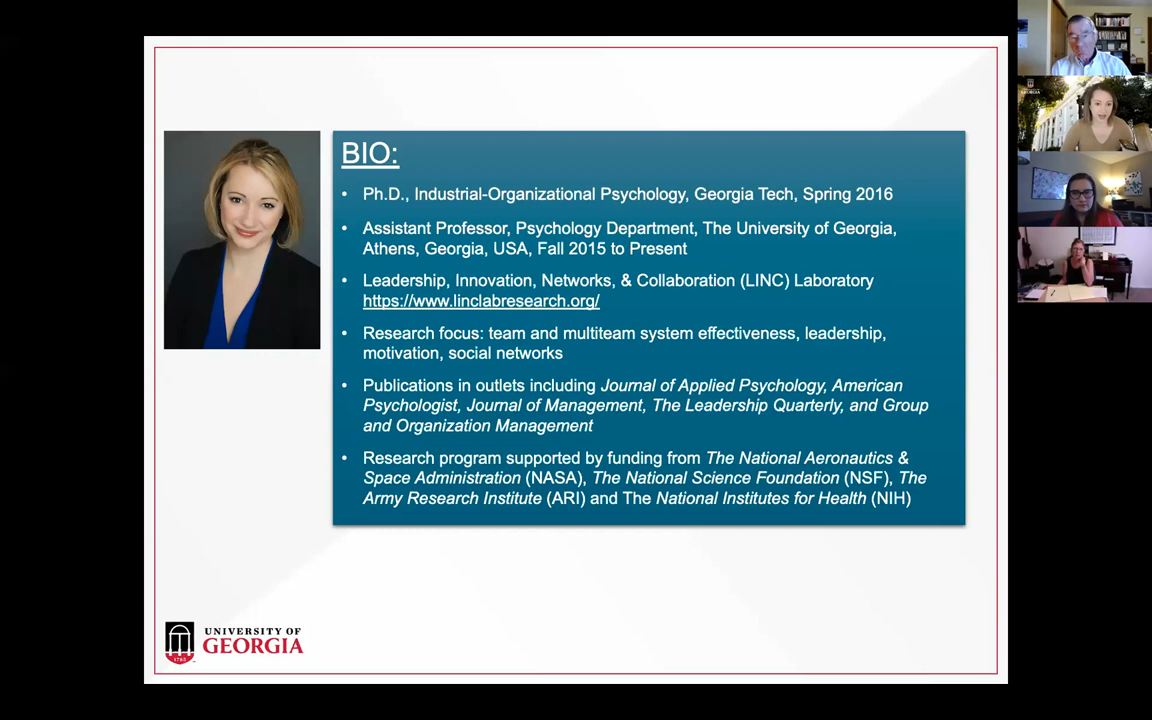 BIO:
• Ph.D., Industrial-Organizational Psychology, Georgia Tech, Spring 2016
• Assistant Professor, Psychology Department, The University of Georgia,
Athens, Georgia, USA, Fall 2015 to Present
• Leadership, Innovation, Networks, & Collaboration (LINC) Laboratory
https://www.linclabresearch.org/
• Research focus: team and multiteam system effectiveness, leadership,
motivation, social networks
• Publications in outlets including Journal of Applied Psychology, American
Psychologist, Journal of Management, The Leadership Quarterly, and Group
and Organization Management
• Research program supported by funding from The National Aeronautics &
Space Administration (NASA), The National Science Foundation (NSF), The
Army Research Institute (ARI) and The National Institutes for Health (NIH)
UNIVERSITY OF
GEORGIA
1785
GEORGIA